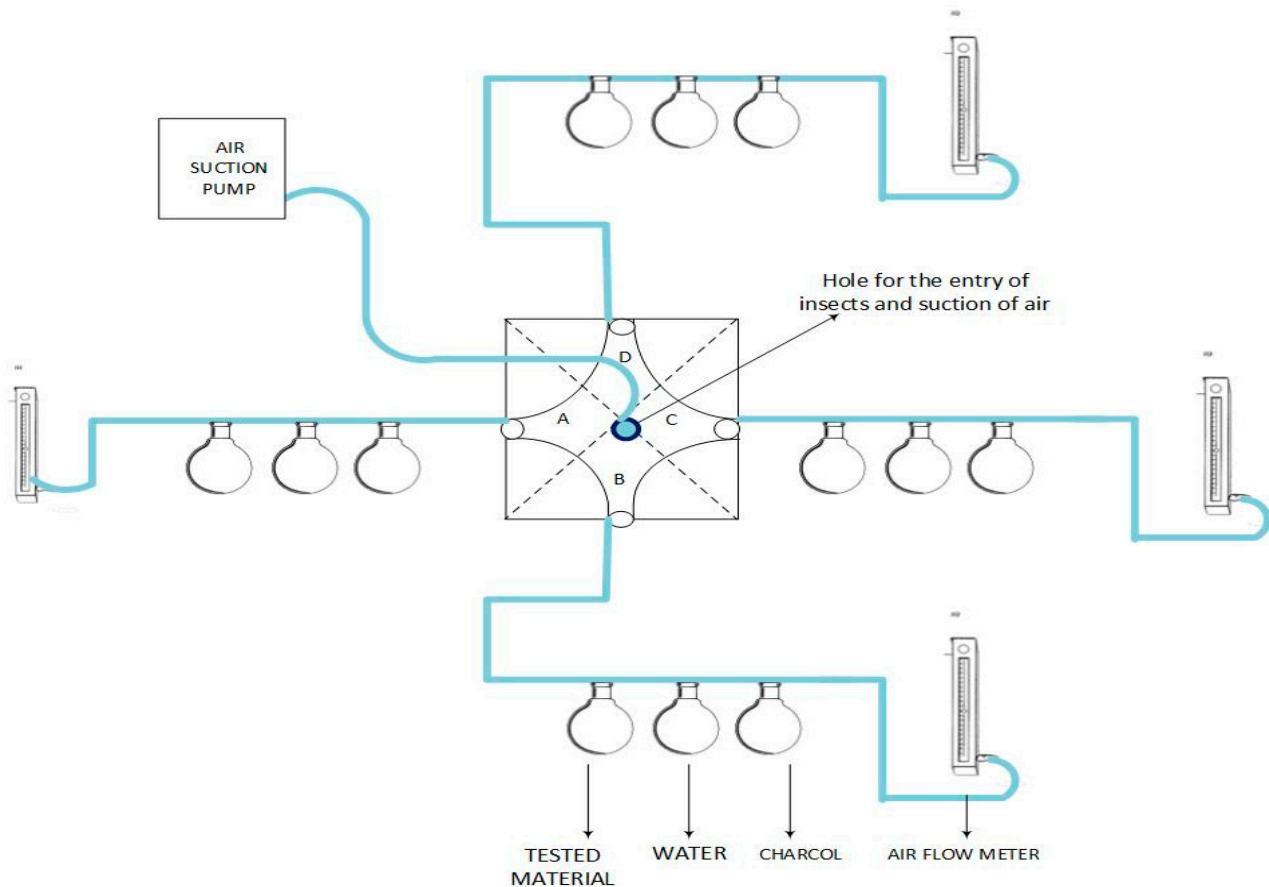 AIR
SUCTION
PUMP
Hole for the entry of
insects and suction of air
D
A
C
B
TESTED
MATERIAL
WATER
CHARCOL
AIR FLOW METER